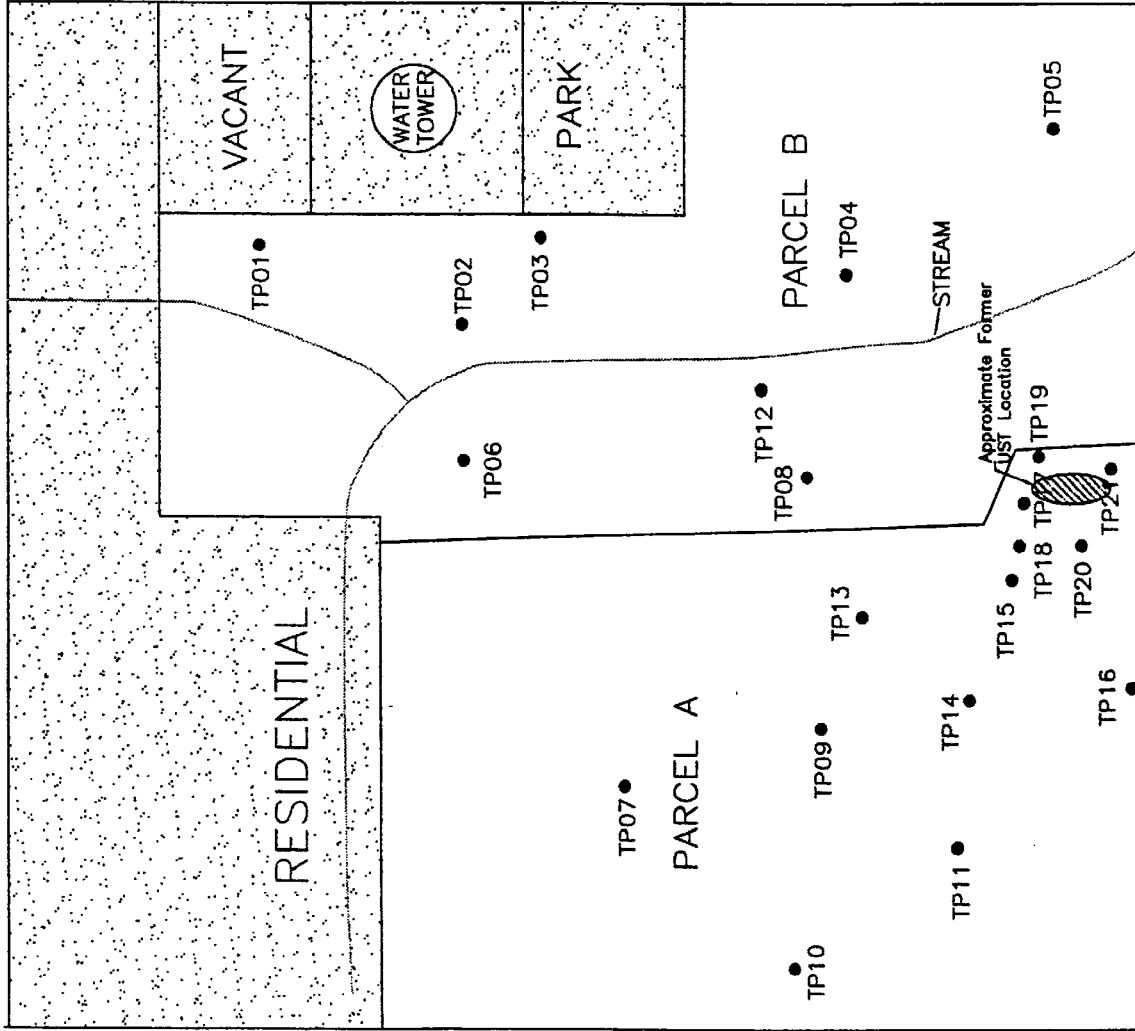 VACANT
WATER
TOWER
PARK
TP01
TP02
TP03
PARCEL B
TP04
TP05
STREAM
Approximate Former
UST Location
TP12
TP06
TP08
TP19
TP21
TP18
TP20
TP15
RESIDENTIAL
TP13
TP14
TP16
TP09
TP07
PARCEL A
TP11
TP10